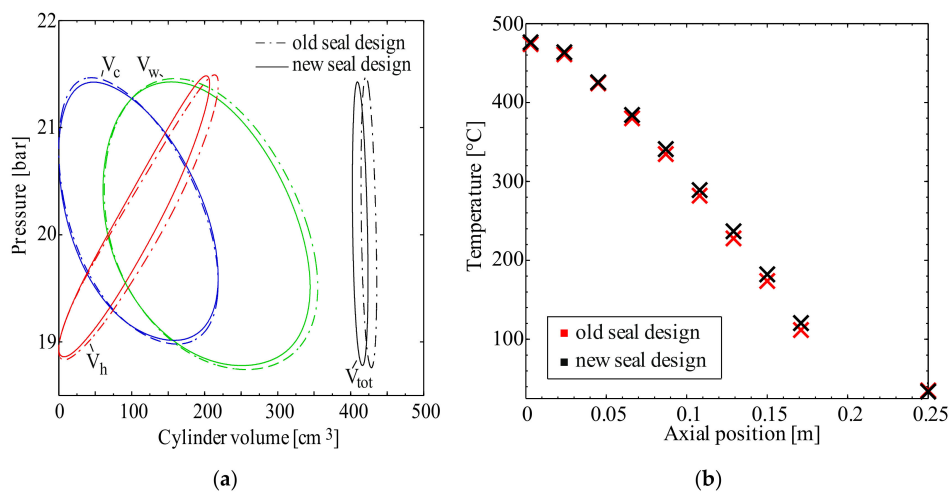 V_c
V_w
old seal design
new seal design
22
21
20
19
Pressure [bar]
V_h
V_tot
0
100
200
300
400
500
Cylinder volume [cm³]
(a)
500
400
300
200
100
Temperature [°C]
old seal design
new seal design
0
0.05
0.1
0.15
0.2
0.25
Axial position [m]
(b)